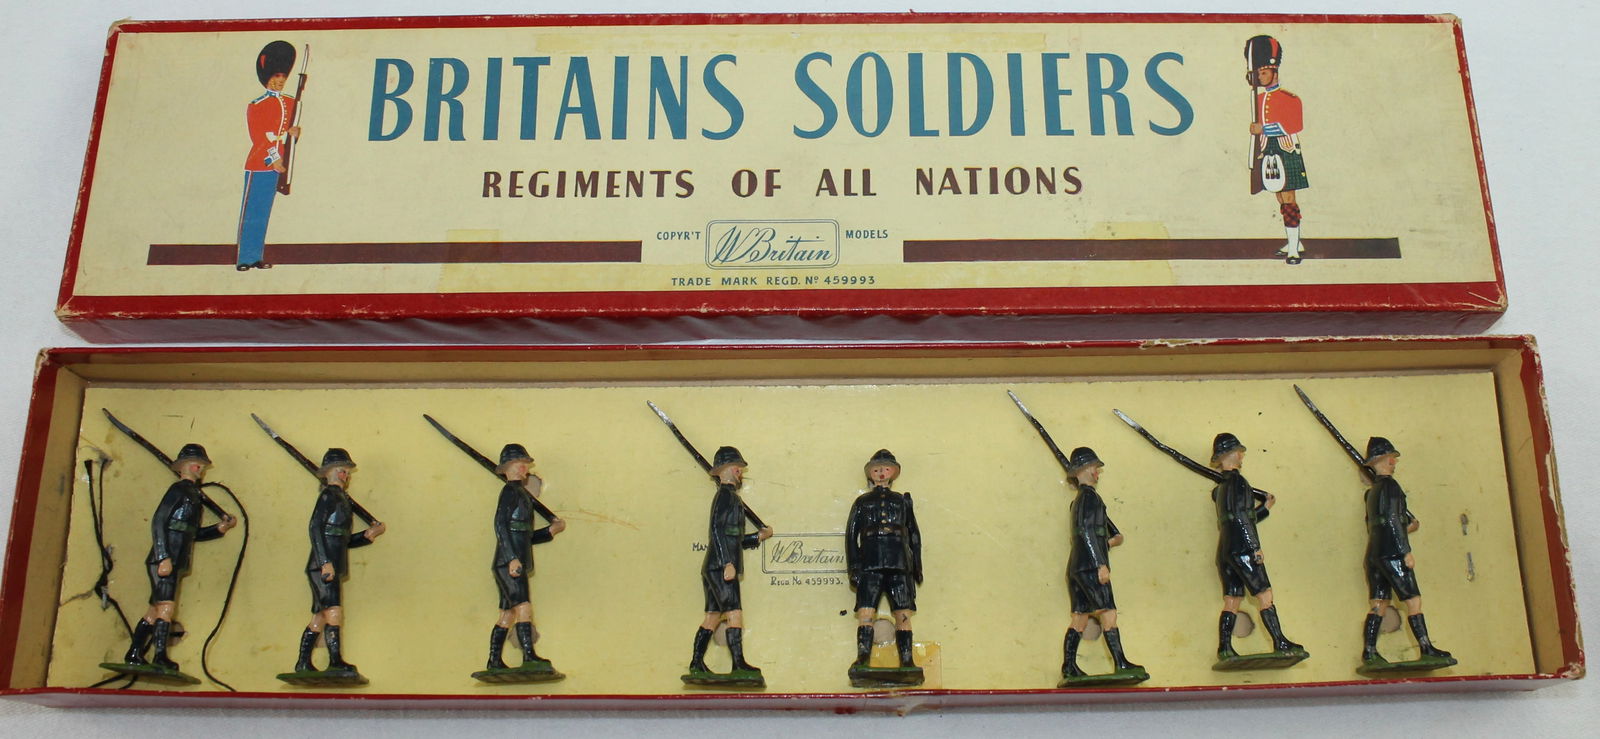 BRITAINS SOLDIERS
REGIMENTS OF ALL NATIONS
COPYR'T W Britain MODELS
TRADE MARK REGD. Nº 459993
W Britain
REGD. No. 459993.